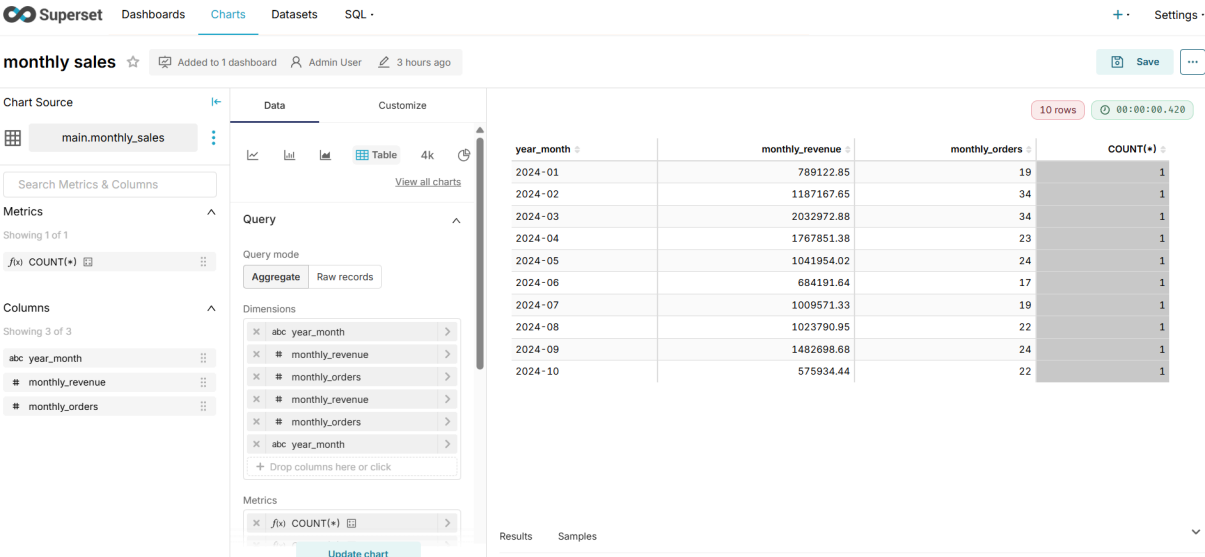 Superset Dashboards Charts Datasets SQL + Settings
monthly sales Added to 1 dashboard Admin User 3 hours ago Save ...
Chart Source
main.monthly_sales
Search Metrics & Columns
Metrics
Showing 1 of 1
f(x) COUNT(*)
Columns
Showing 3 of 3
abc year_month
# monthly_revenue
# monthly_orders
Data Customize
Table 4k
View all charts
Query
Query mode
Aggregate Raw records
Dimensions
× abc year_month
× # monthly_revenue
× # monthly_orders
× # monthly_revenue
× # monthly_orders
× abc year_month
+ Drop columns here or click
Metrics
× f(x) COUNT(*)
Update chart
10 rows 00:00:00.420
year_month monthly_revenue monthly_orders COUNT(*)
2024-01 789122.85 19 1
2024-02 1187167.65 34 1
2024-03 2032972.88 34 1
2024-04 1767851.38 23 1
2024-05 1041954.02 24 1
2024-06 684191.64 17 1
2024-07 1009571.33 19 1
2024-08 1023790.95 22 1
2024-09 1482698.68 24 1
2024-10 575934.44 22 1
Results Samples